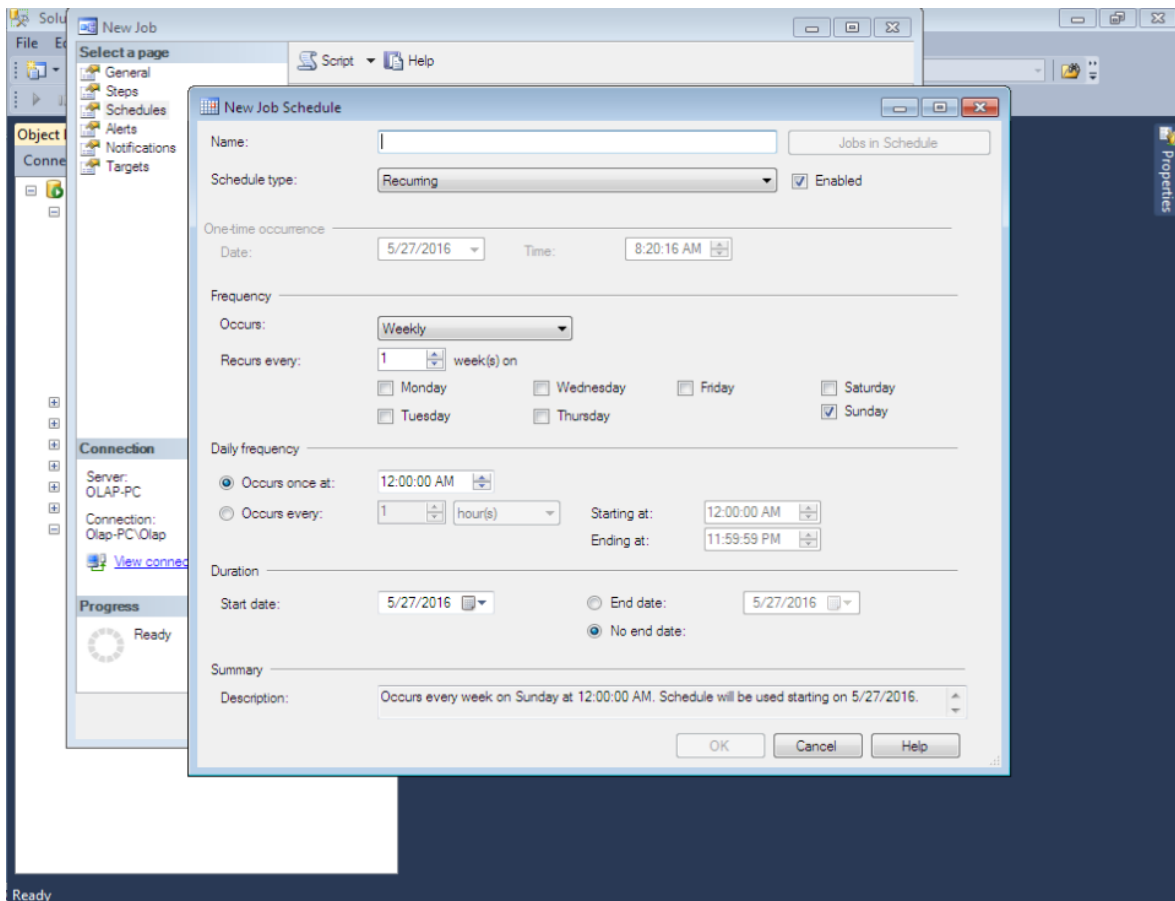 Solu
New Job
File
Select a page
Script
Help
General
Steps
Schedules
Alerts
Notifications
Targets
Properties
New Job Schedule
Name:
Jobs in Schedule
Schedule type:
Recurring
Enabled
One-time occurrence
Date:
5/27/2016
Time:
8:20:16 AM
Frequency
Occurs:
Weekly
Recurs every:
1
week(s) on
Monday
Wednesday
Friday
Saturday
Tuesday
Thursday
Sunday
Daily frequency
Occurs once at:
12:00:00 AM
Occurs every:
1
hour(s)
Starting at:
12:00:00 AM
Ending at:
11:59:59 PM
Duration
Start date:
5/27/2016
End date:
5/27/2016
No end date:
Summary
Description:
Occurs every week on Sunday at 12:00:00 AM. Schedule will be used starting on 5/27/2016.
OK
Cancel
Help
Object
Conne
Connection
Server:
OLAP-PC
Connection:
Olap-PC\Olap
View connec
Progress
Ready
Ready